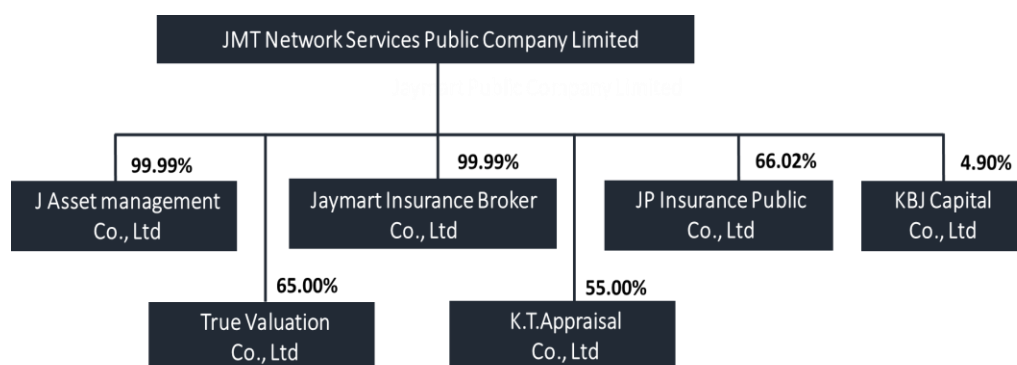 JMT Network Services Public Company Limited
99.99%
J Asset management
Co., Ltd
99.99%
Jaymart Insurance Broker
Co., Ltd
66.02%
JP Insurance Public
Co., Ltd
4.90%
KBJ Capital
Co., Ltd
65.00%
True Valuation
Co., Ltd
55.00%
K.T.Appraisal
Co., Ltd